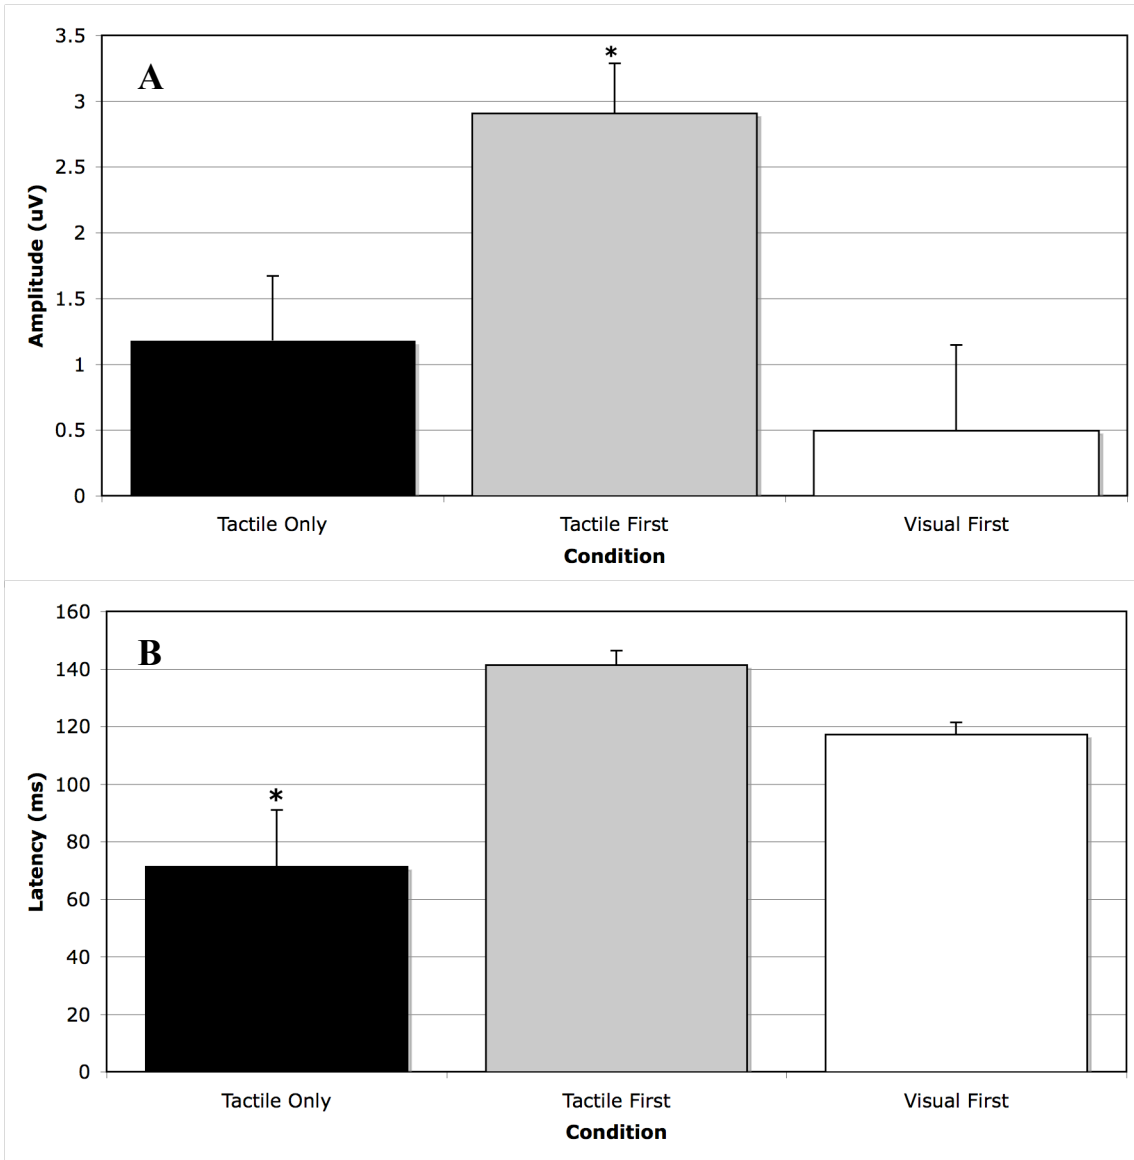 A
*
3.5
3
2.5
2
1.5
1
0.5
0
Amplitude (uV)
Tactile Only
Tactile First
Visual First
Condition
B
*
160
140
120
100
80
60
40
20
0
Latency (ms)
Tactile Only
Tactile First
Visual First
Condition